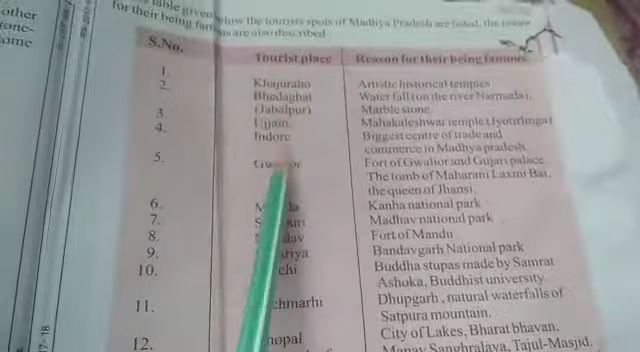 other
ome
table given below the tourists spots of Madhya Pradesh are listed, the reason
for their being
are also described
S.No. Tourist place Reason for their being famous
1. Khajuraho Artistic historical temples
2. Bhedaghat Water fall (on the river Narmada),
(Jabalpur) Marble stone
3. Ujjain Mahakaleshwar temple (Jyotirlinga)
4. Indore Biggest centre of trade and
commerce in Madhya pradesh
5. Fort of Gwalior and Gujari palace.
The tomb of Maharani Laxmi Bai,
the queen of Jhansi.
6. Kanha national park
7. Madhav national park
8. Fort of Mandu
9. Bandavgarh National park
10. chi Buddha stupas made by Samrat
Ashoka, Buddhist university
11. chmarhi Dhupgarh, natural waterfalls of
Satpura mountain.
12. hopal City of Lakes, Bharat bhavan,
Sanghralaya, Tajul-Masjid.